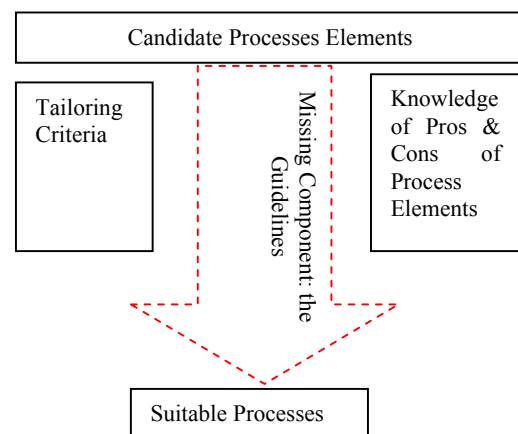 Candidate Processes Elements
Tailoring
Criteria
Missing Component: the
Guidelines
Knowledge
of Pros &
Cons of
Process
Elements
Suitable Processes